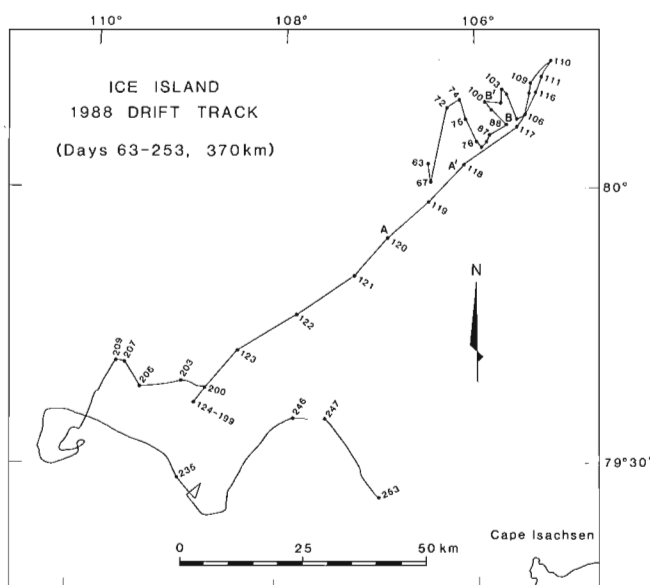 110° 108° 106°
ICE ISLAND
1988 DRIFT TRACK
(Days 63-253, 370km)
110
103 109 111
74 100 B' 116
72
75 88 B 106
87 117
76
63 A' 118
67
80°
119
A
120
N
121
122
123
209 207
206 203 200
124-199
246 247
79°30'
236
263
Cape Isachsen
0 25 50 km